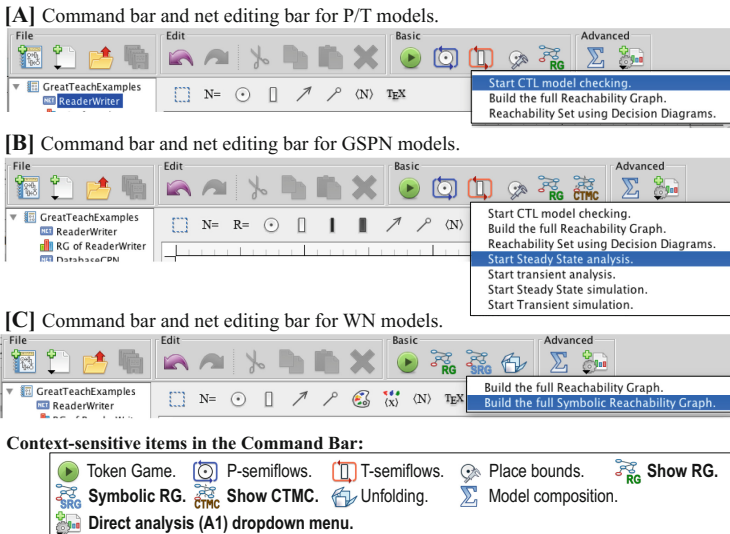 [A] Command bar and net editing bar for P/T models.
File Edit Basic Advanced
RG
GreatTeachExamples
NET ReaderWriter
N= ⟨N⟩ TEX
Start CTL model checking.
Build the full Reachability Graph.
Reachability Set using Decision Diagrams.
[B] Command bar and net editing bar for GSPN models.
File Edit Basic Advanced
RG CTMC
GreatTeachExamples
NET ReaderWriter
RG of ReaderWriter
NET DatabaseCPN
N= R= ⟨N⟩
Start CTL model checking.
Build the full Reachability Graph.
Reachability Set using Decision Diagrams.
Start Steady State analysis.
Start transient analysis.
Start Steady State simulation.
Start Transient simulation.
[C] Command bar and net editing bar for WN models.
File Edit Basic Advanced
RG SRG
GreatTeachExamples
NET ReaderWriter
N= ⟨x⟩ ⟨N⟩ TEX
Build the full Reachability Graph.
Build the full Symbolic Reachability Graph.
Context-sensitive items in the Command Bar:
Token Game. P-semiflows. T-semiflows. Place bounds. RG Show RG.
SRG Symbolic RG. CTMC Show CTMC. Unfolding. Model composition.
Direct analysis (A1) dropdown menu.